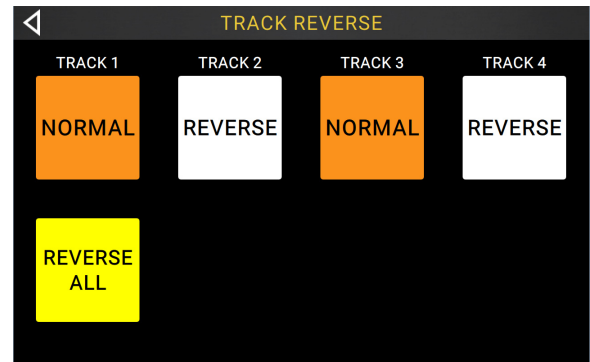 TRACK REVERSE
TRACK 1
TRACK 2
TRACK 3
TRACK 4
NORMAL
REVERSE
NORMAL
REVERSE
REVERSE
ALL